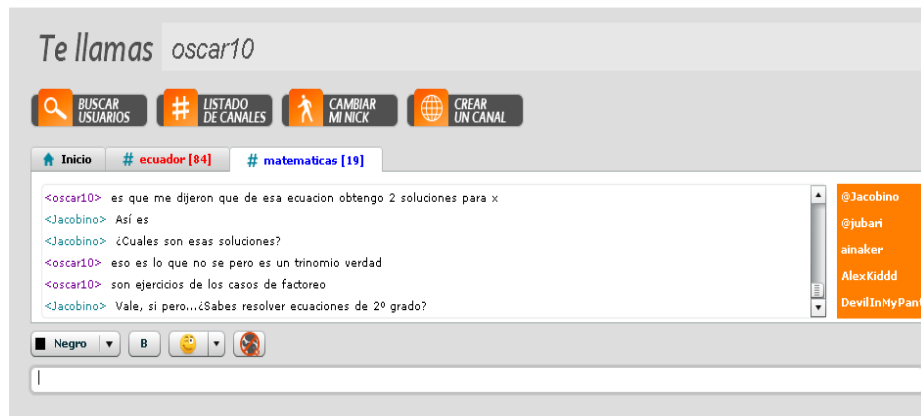 Te llamas oscar10
BUSCAR USUARIOS
LISTADO DE CANALES
CAMBIAR MI NICK
CREAR UN CANAL
Inicio
# ecuador [84]
# matematicas [19]
<oscar10> es que me dijeron que de esa ecuacion obtengo 2 soluciones para x
<Jacobino> Así es
<Jacobino> ¿Cuales son esas soluciones?
<oscar10> eso es lo que no se pero es un trinomio verdad
<oscar10> son ejercicios de los casos de factoreo
<Jacobino> Vale, si pero...¿Sabes resolver ecuaciones de 2º grado?
@Jacobino
@jubari
ainaker
AlexKiddd
DevilInMyPant
Negro
B